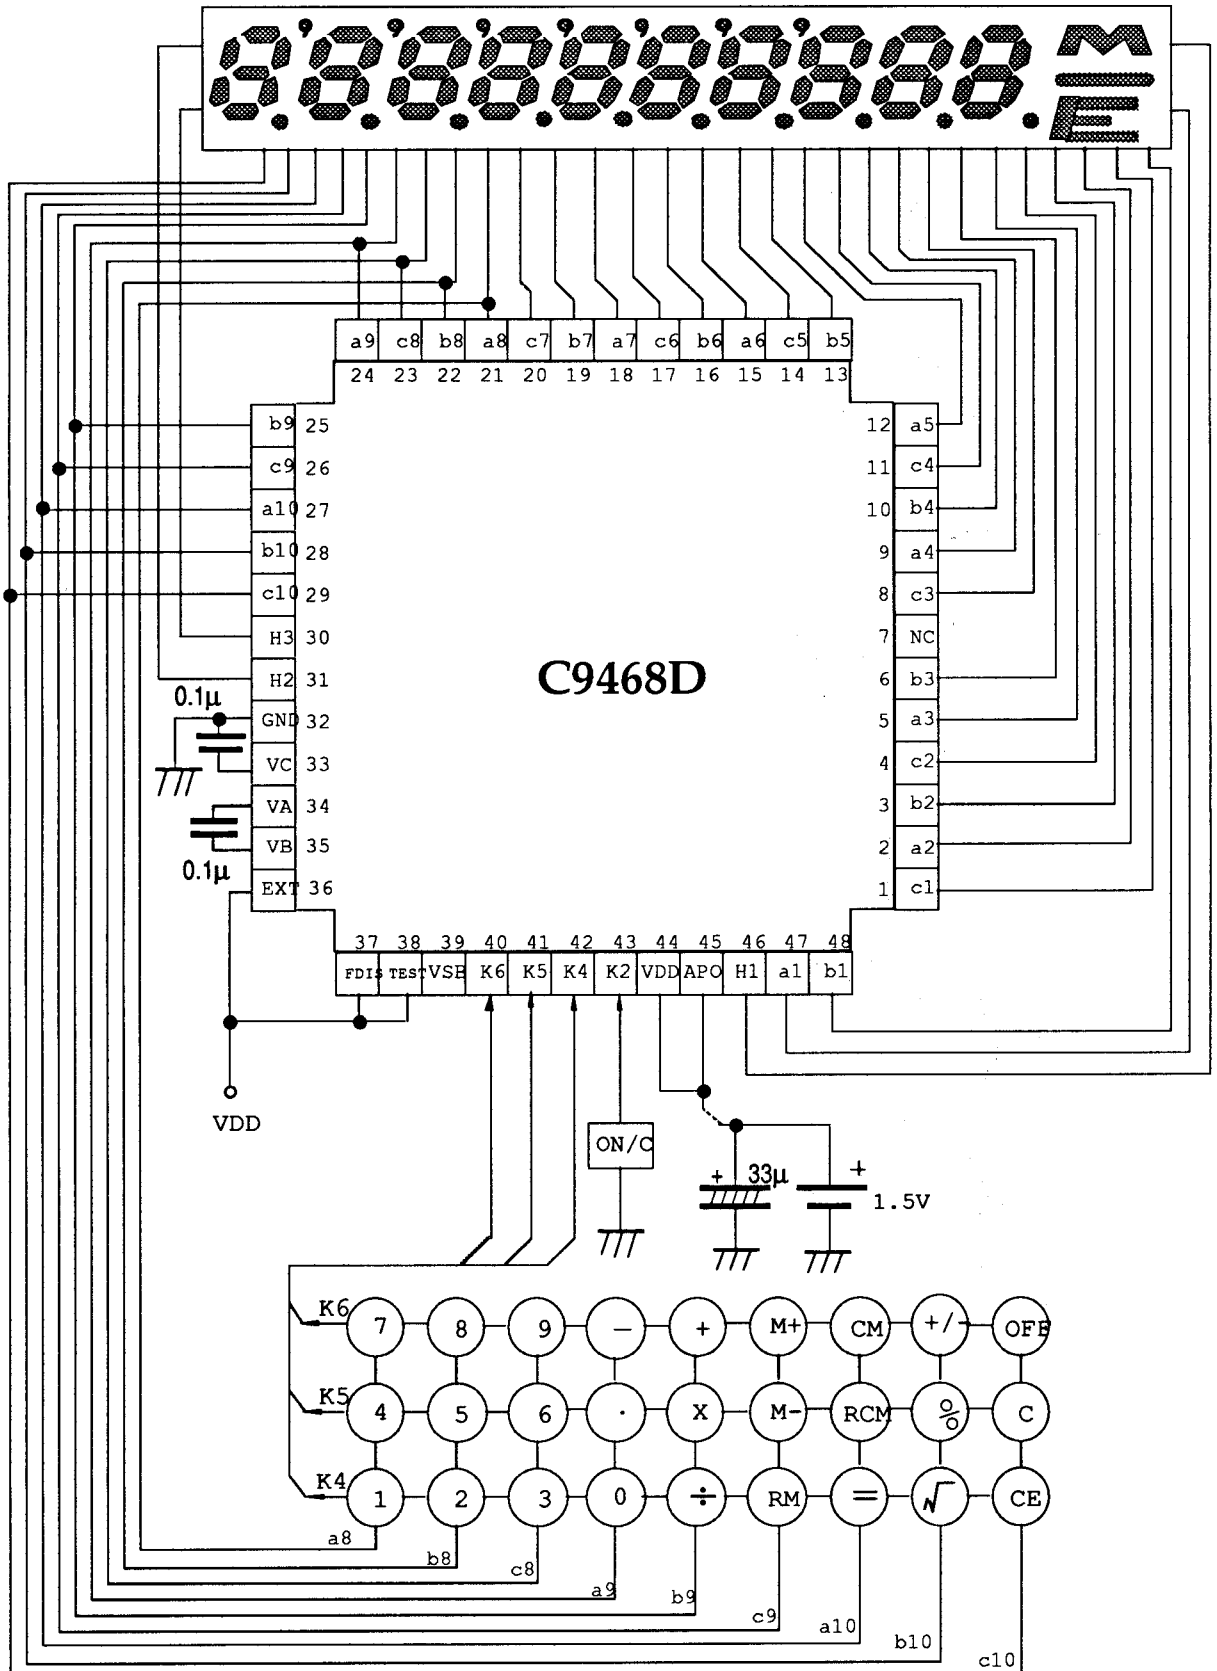 M
E
a9 c8 b8 a8 c7 b7 a7 c6 b6 a6 c5 b5
24 23 22 21 20 19 18 17 16 15 14 13
b9 25
c9 26
a10 27
b10 28
c10 29
H3 30
H2 31
0.1μ
GND 32
VC 33
VA 34
VB 35
0.1μ
EXT 36
C9468D
12 a5
11 c4
10 b4
9 a4
8 c3
7 NC
6 b3
5 a3
4 c2
3 b2
2 a2
1 c1
37 38 39 40 41 42 43 44 45 46 47 48
FDIS TEST VSB K6 K5 K4 K2 VDD APO H1 a1 b1
VDD
ON/C
+ 33μ
+
1.5V
K6 7 8 9 — + M+ CM +/- OFF
K5 4 5 6 · X M- RCM % C
K4 1 2 3 0 ÷ RM = √ CE
a8
b8
c8
a9
b9
c9
a10
b10
c10